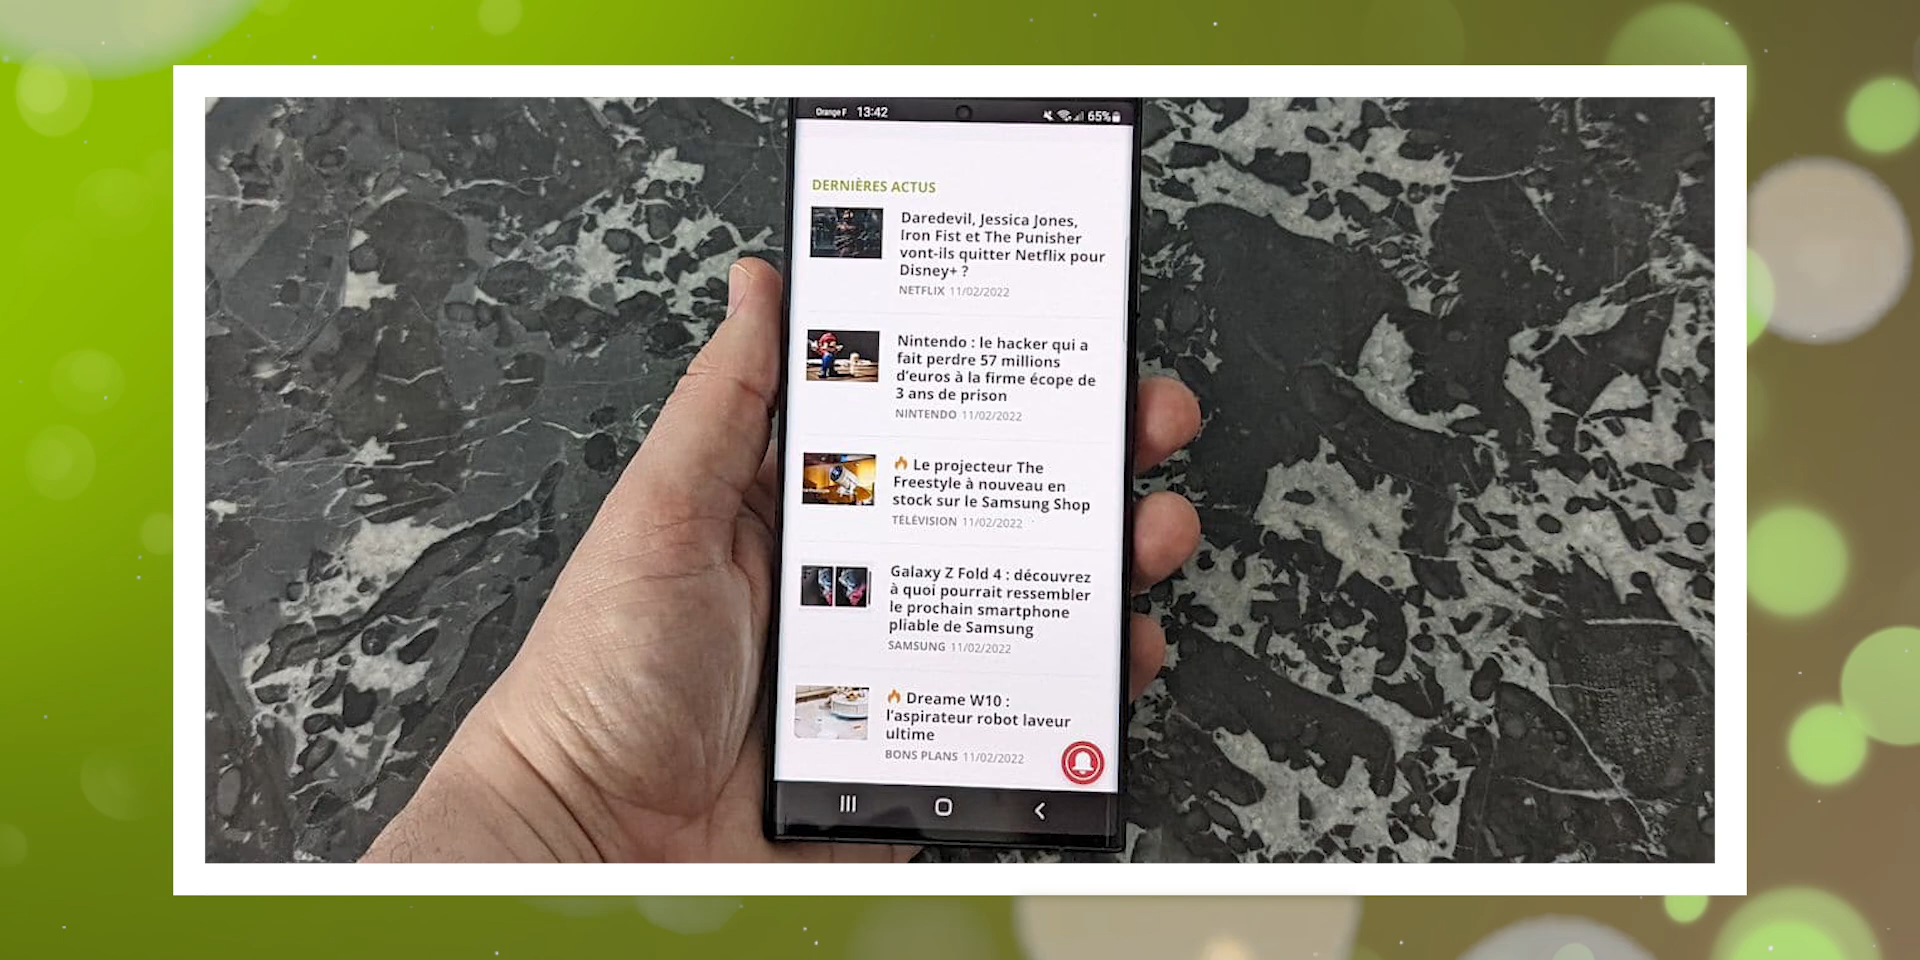 Orange F 13:42 65%
DERNIÈRES ACTUS
Daredevil, Jessica Jones,
Iron Fist et The Punisher
vont-ils quitter Netflix pour
Disney+ ?
NETFLIX 11/02/2022
Nintendo : le hacker qui a
fait perdre 57 millions
d'euros à la firme écope de
3 ans de prison
NINTENDO 11/02/2022
Le projecteur The
Freestyle à nouveau en
stock sur le Samsung Shop
TÉLÉVISION 11/02/2022
Galaxy Z Fold 4 : découvrez
à quoi pourrait ressembler
le prochain smartphone
pliable de Samsung
SAMSUNG 11/02/2022
Dreame W10 :
l'aspirateur robot laveur
ultime
BONS PLANS 11/02/2022